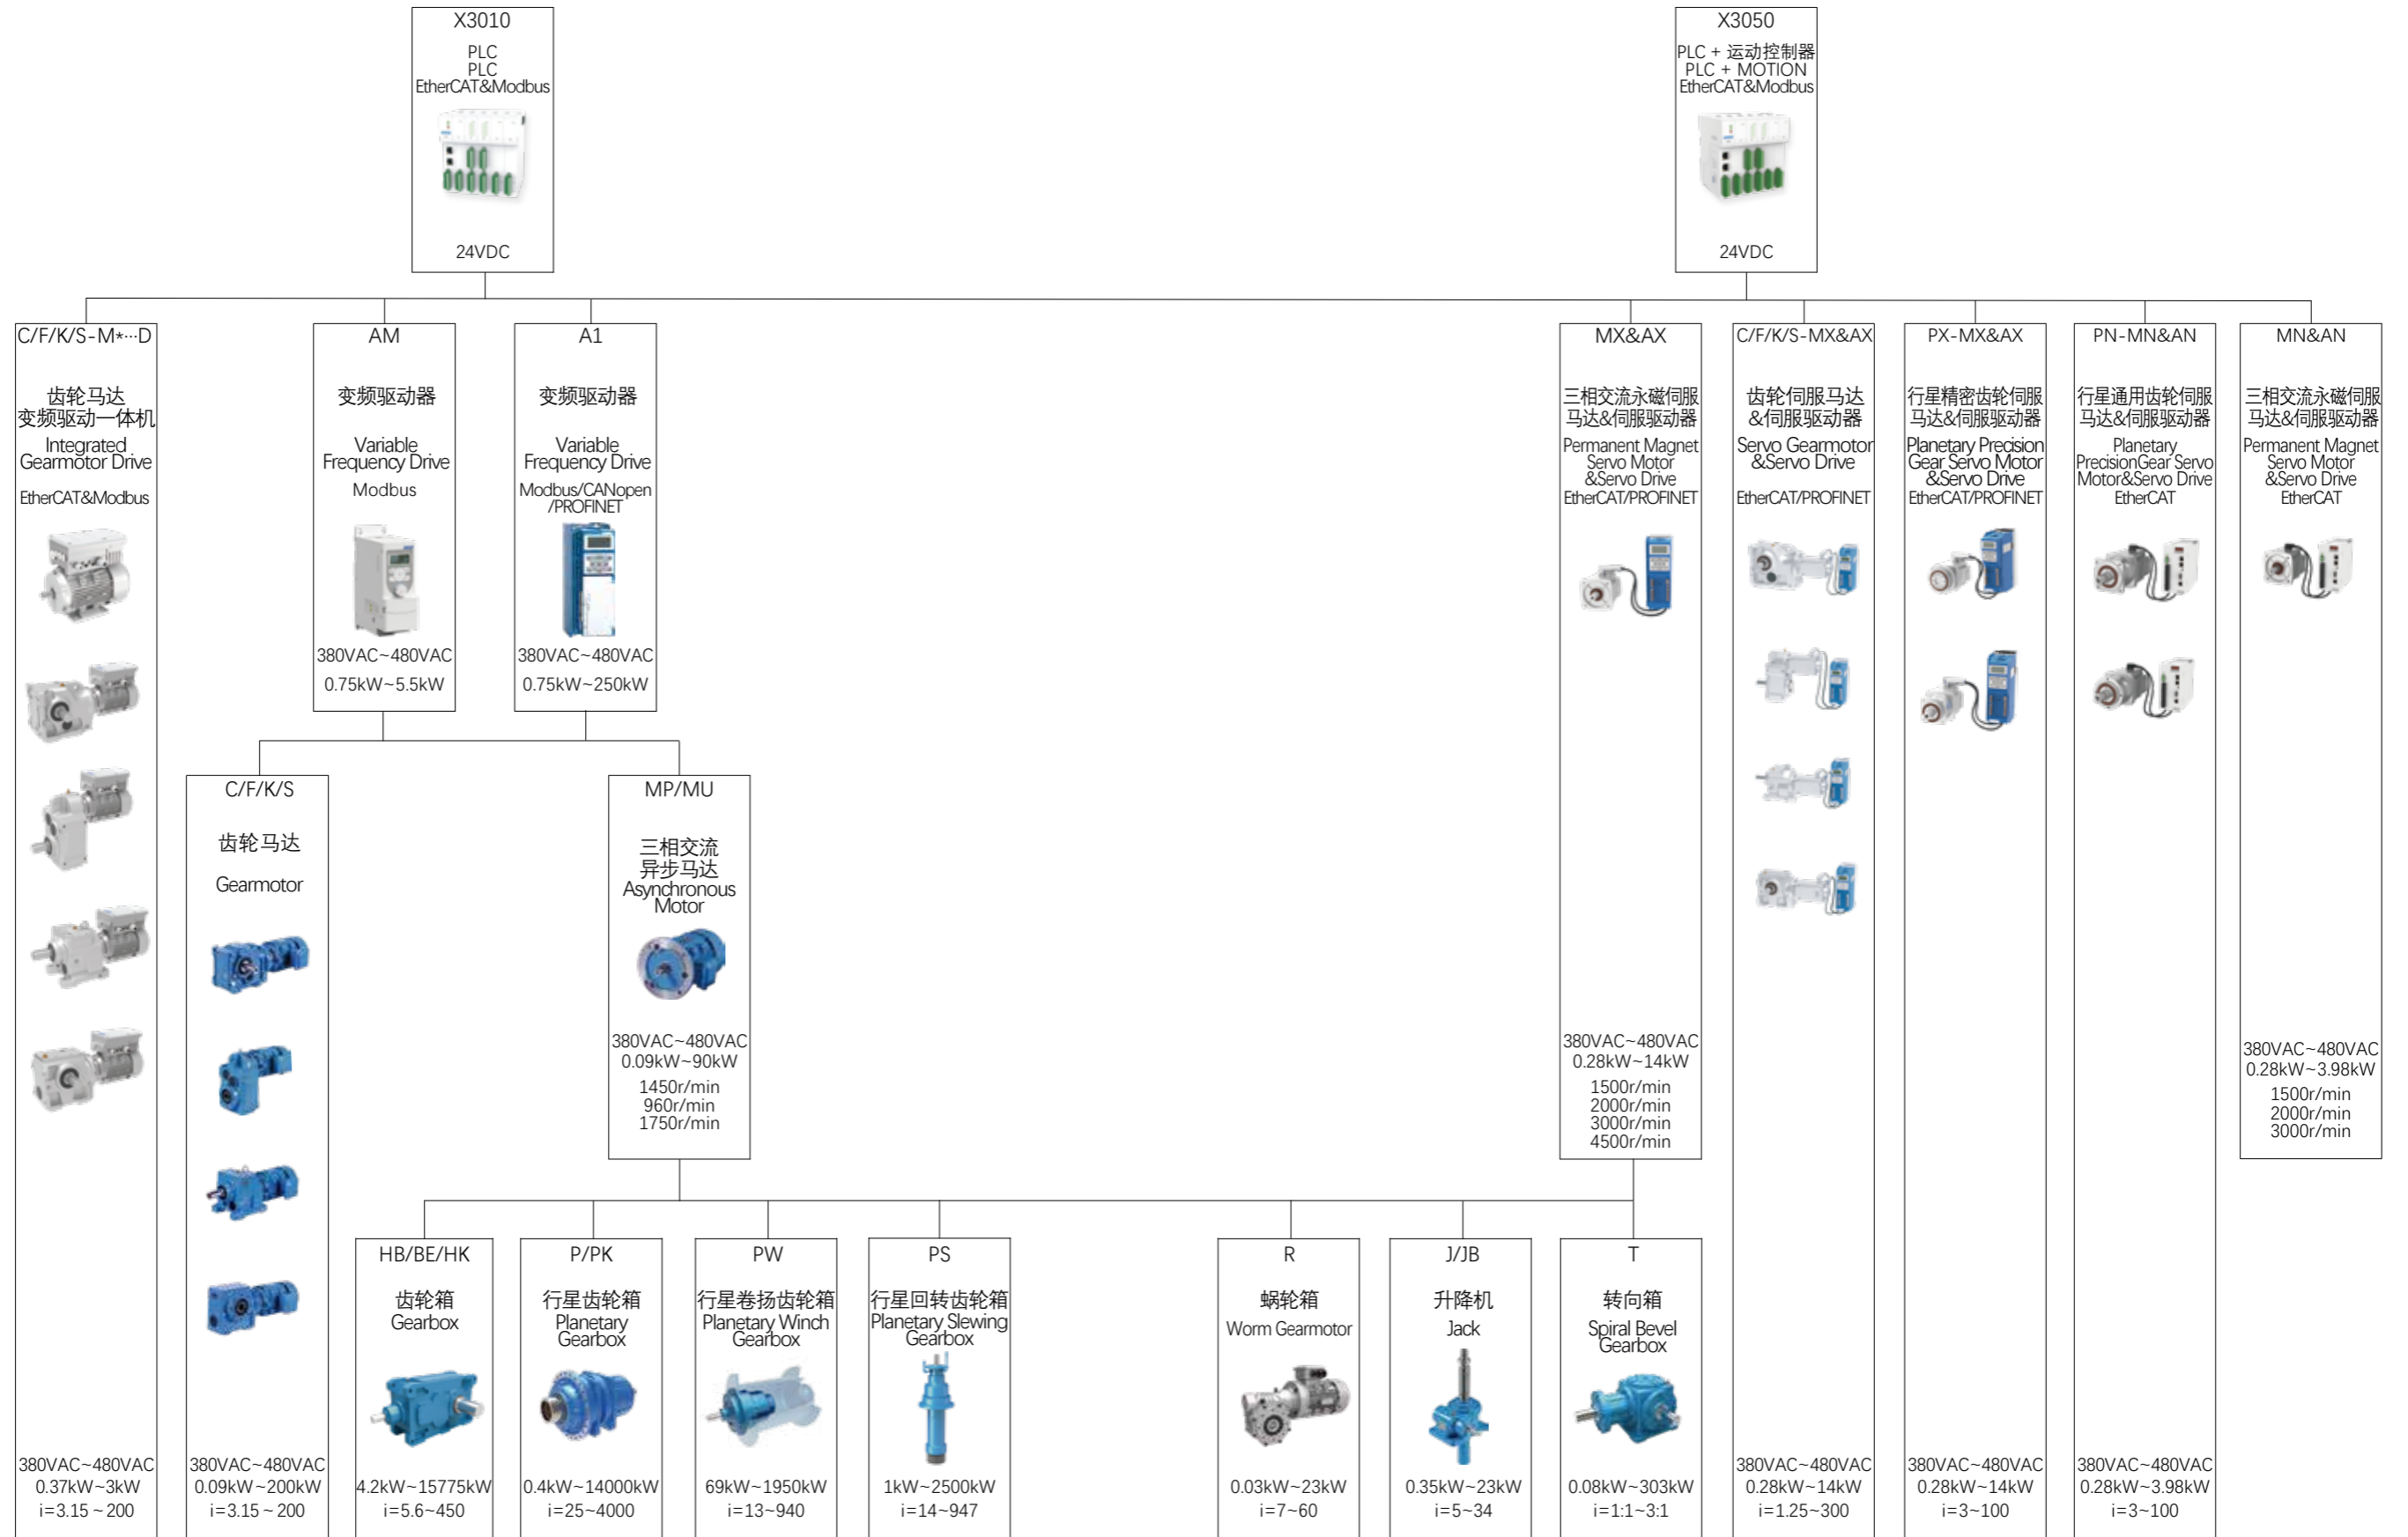 X3010
PLC
PLC
EtherCAT&Modbus
24VDC
X3050
PLC + 运动控制器
PLC + MOTION
EtherCAT&Modbus
24VDC
C/F/K/S-M*···D
齿轮马达
变频驱动一体机
Integrated
Gearmotor Drive
EtherCAT&Modbus
380VAC~480VAC
0.37kW~3kW
i=3.15 ~ 200
AM
变频驱动器
Variable
Frequency Drive
Modbus
380VAC~480VAC
0.75kW~5.5kW
A1
变频驱动器
Variable
Frequency Drive
Modbus/CANopen
/PROFINET
380VAC~480VAC
0.75kW~250kW
MX&AX
三相交流永磁伺服
马达&伺服驱动器
Permanent Magnet
Servo Motor
&Servo Drive
EtherCAT/PROFINET
380VAC~480VAC
0.28kW~14kW
1500r/min
2000r/min
3000r/min
4500r/min
C/F/K/S-MX&AX
齿轮伺服马达
&伺服驱动器
Servo Gearmotor
&Servo Drive
EtherCAT/PROFINET
380VAC~480VAC
0.28kW~14kW
i=1.25~300
PX-MX&AX
行星精密齿轮伺服
马达&伺服驱动器
Planetary Precision
Gear Servo Motor
&Servo Drive
EtherCAT/PROFINET
380VAC~480VAC
0.28kW~14kW
i=3~100
PN-MN&AN
行星通用齿轮伺服
马达&伺服驱动器
Planetary
PrecisionGear Servo
Motor&Servo Drive
EtherCAT
380VAC~480VAC
0.28kW~3.98kW
i=3~100
MN&AN
三相交流永磁伺服
马达&伺服驱动器
Permanent Magnet
Servo Motor
&Servo Drive
EtherCAT
380VAC~480VAC
0.28kW~3.98kW
1500r/min
2000r/min
3000r/min
C/F/K/S
齿轮马达
Gearmotor
380VAC~480VAC
0.09kW~200kW
i=3.15 ~ 200
MP/MU
三相交流
异步马达
Asynchronous
Motor
380VAC~480VAC
0.09kW~90kW
1450r/min
960r/min
1750r/min
HB/BE/HK
齿轮箱
Gearbox
4.2kW~15775kW
i=5.6~450
P/PK
行星齿轮箱
Planetary
Gearbox
0.4kW~14000kW
i=25~4000
PW
行星卷扬齿轮箱
Planetary Winch
Gearbox
69kW~1950kW
i=13~940
PS
行星回转齿轮箱
Planetary Slewing
Gearbox
1kW~2500kW
i=14~947
R
蜗轮箱
Worm Gearmotor
0.03kW~23kW
i=7~60
J/JB
升降机
Jack
0.35kW~23kW
i=5~34
T
转向箱
Spiral Bevel
Gearbox
0.08kW~303kW
i=1:1~3:1